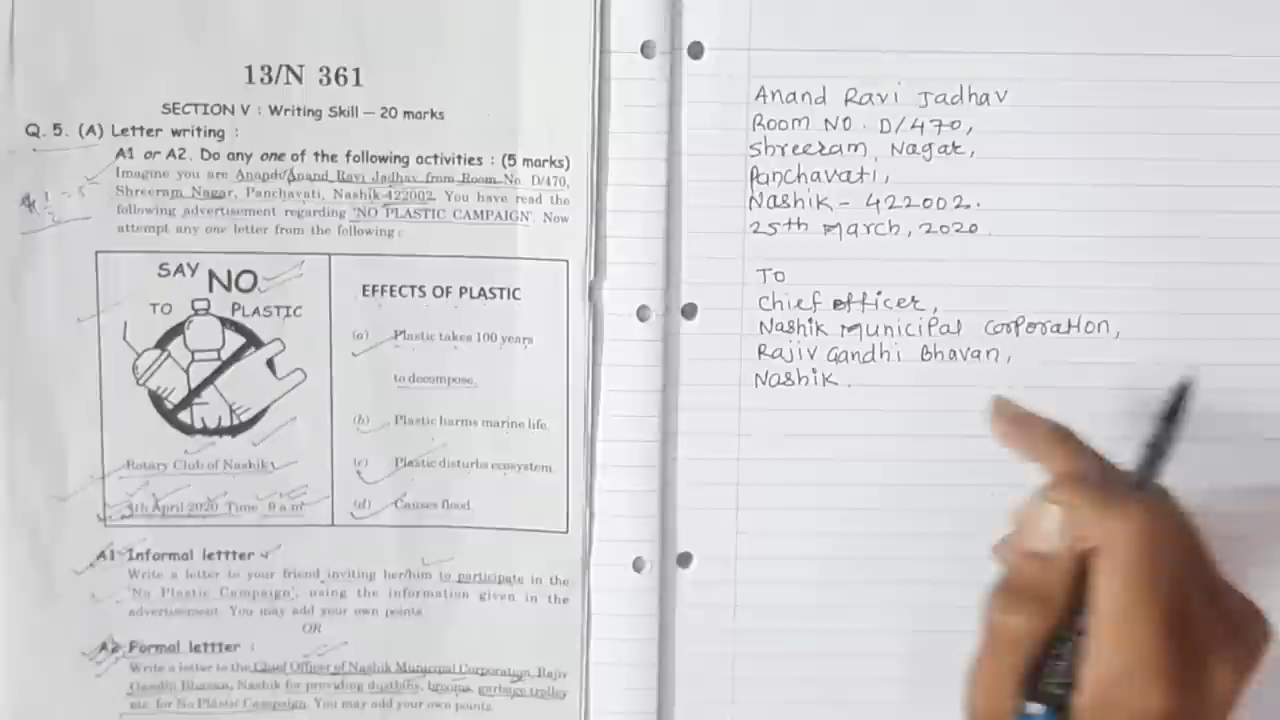 13/N 361
SECTION V : Writing Skill – 20 marks
Q. 5. (A) Letter writing :
A1 or A2. Do any one of the following activities : (5 marks)
Imagine you are Anandi/Anand Ravi Jadhav from Room No. D/470,
Shreeram Nagar, Panchavati, Nashik-422002. You have read the
following advertisement regarding 'NO PLASTIC CAMPAIGN'. Now
attempt any one letter from the following :
SAY NO
TO PLASTIC
Rotary Club of Nashik
5th April 2020 Time 9 a.m
EFFECTS OF PLASTIC
(a) Plastic takes 100 years
to decompose.
(b) Plastic harms marine life.
(c) Plastic disturbs ecosystem.
(d) Causes flood.
A1 Informal lettter
Write a letter to your friend inviting her/him to participate in the
'No Plastic Campaign', using the information given in the
advertisement. You may add your own points.
OR
A2 Formal lettter :
Write a letter to the Chief Officer of Nashik Municipal Corporation, Rajiv
Gandhi Bhavan, Nashik for providing dustbins, brooms, garbage trolley
etc. for No Plastic Campaign. You may add your own points.
Anand Ravi Jadhav
Room No. D/470,
Shreeram Nagar,
Panchavati,
Nashik - 422002.
25th March, 2020.
To
Chief officer,
Nashik Municipal Corporation,
Rajiv Gandhi Bhavan,
Nashik.